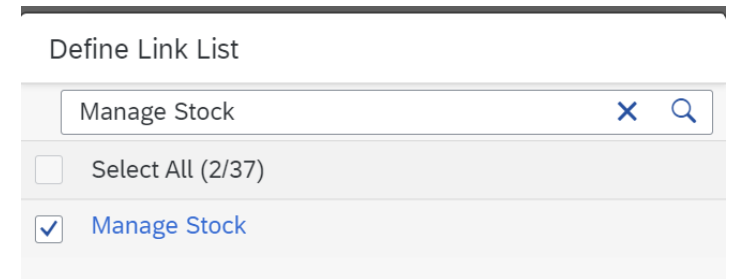 Define Link List
Manage Stock
Select All (2/37)
Manage Stock